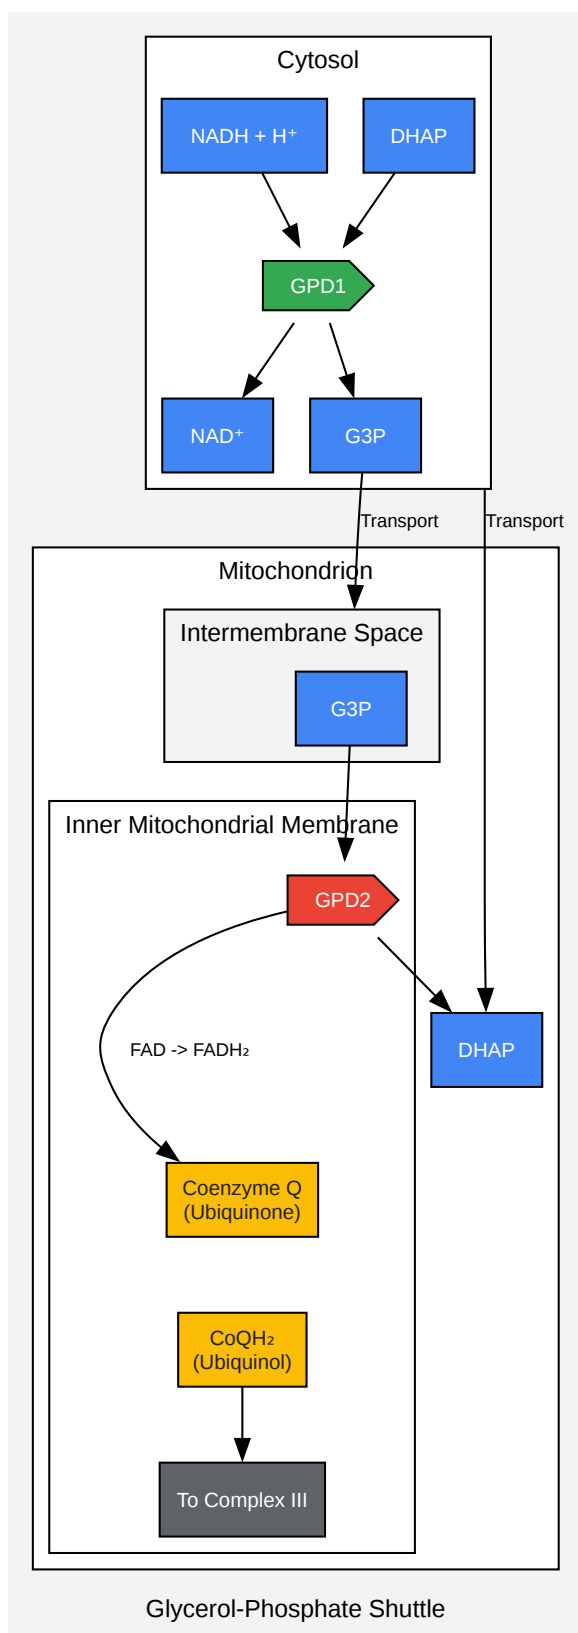 Cytosol
NADH + H⁺
DHAP
GPD1
NAD⁺
G3P
Transport
Transport
Mitochondrion
Intermembrane Space
G3P
Inner Mitochondrial Membrane
GPD2
FAD -> FADH₂
DHAP
Coenzyme Q
(Ubiquinone)
CoQH₂
(Ubiquinol)
To Complex III
Glycerol-Phosphate Shuttle